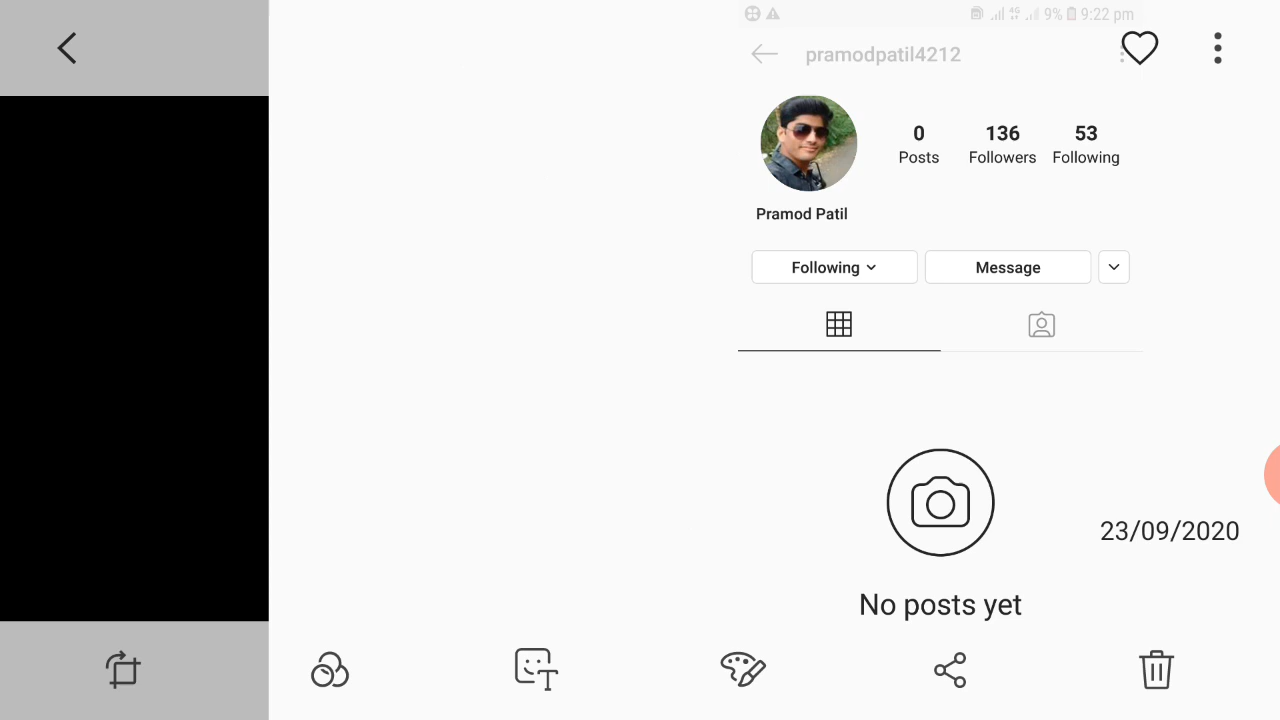 4G 9% 9:22 pm
pramodpatil4212
0 136 53
Posts Followers Following
Pramod Patil
Following Message
23/09/2020
No posts yet
T